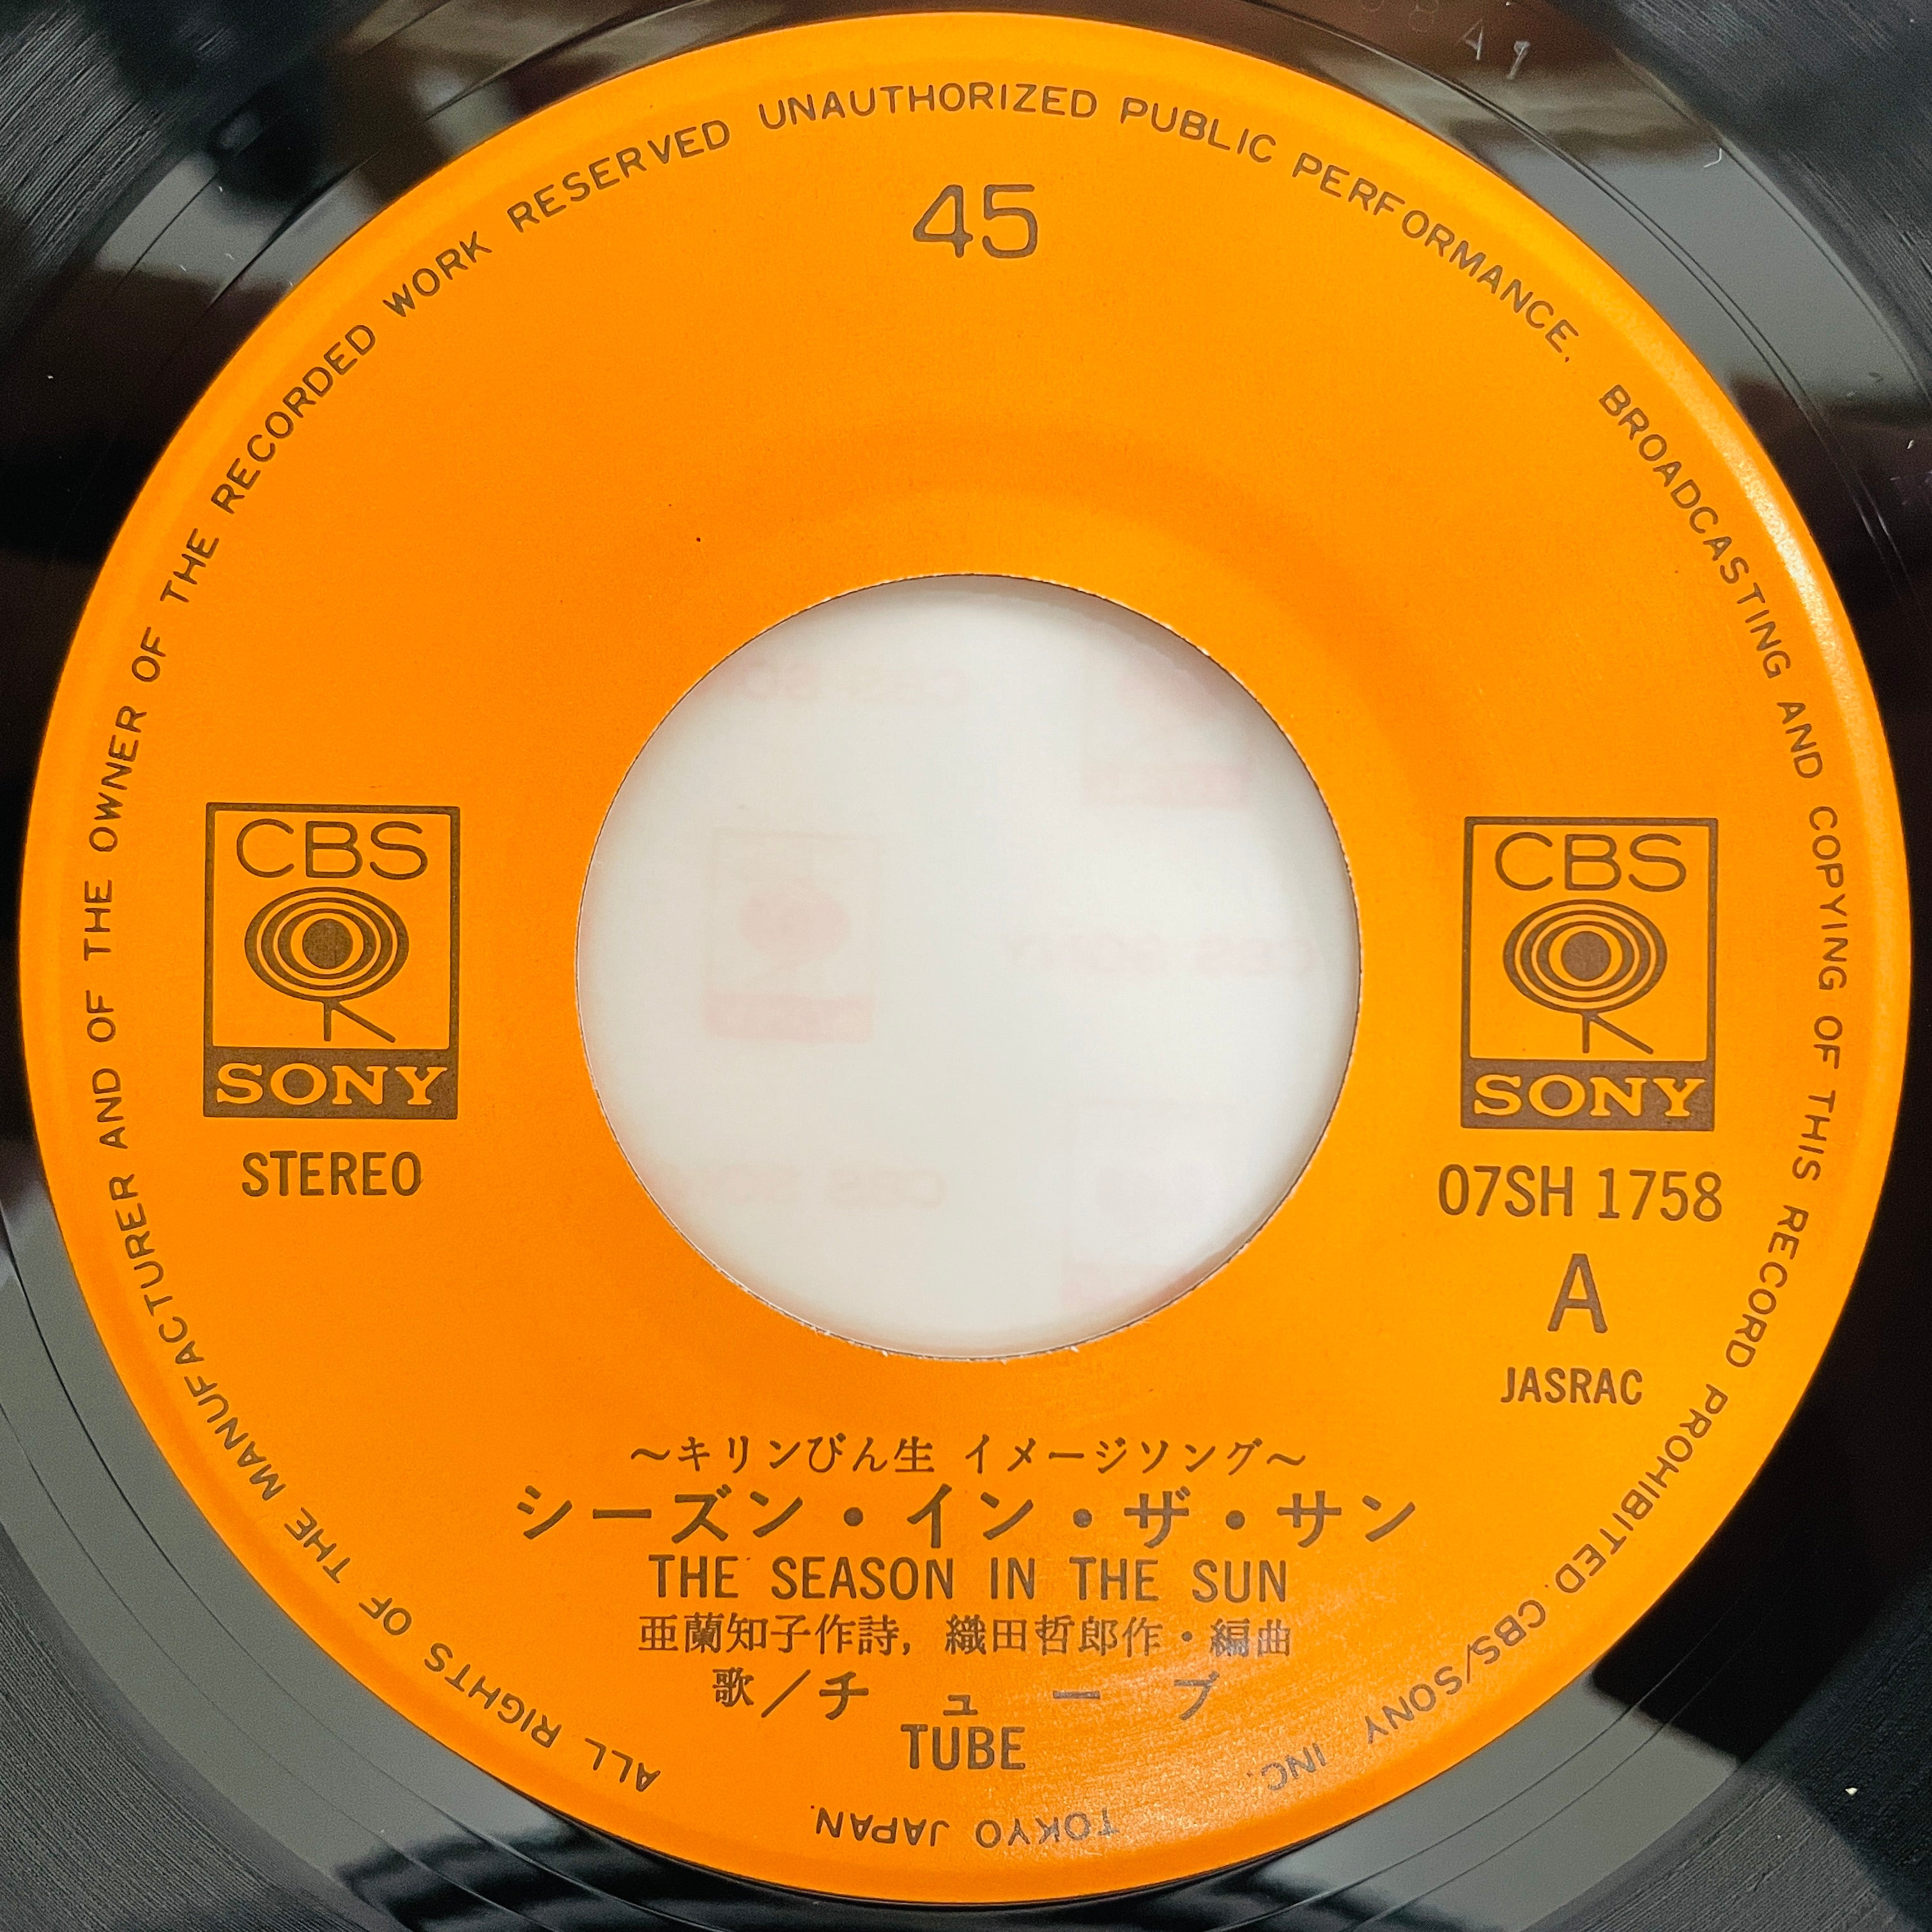 ALL RIGHTS OF THE MANUFACTURER AND OF THE OWNER OF THE RECORDED WORK RESERVED UNAUTHORIZED PUBLIC PERFORMANCE, BROADCASTING AND COPYING OF THIS RECORD PROHIBITED. CBS/SONY INC. TOKYO JAPAN.
45
CBS
SONY
STEREO
CBS
SONY
07SH 1758
A
JASRAC
〜キリンびん生 イメージソング〜
シーズン・イン・ザ・サン
THE SEASON IN THE SUN
亜蘭知子作詩, 織田哲郎作・編曲
歌/チューブ
TUBE